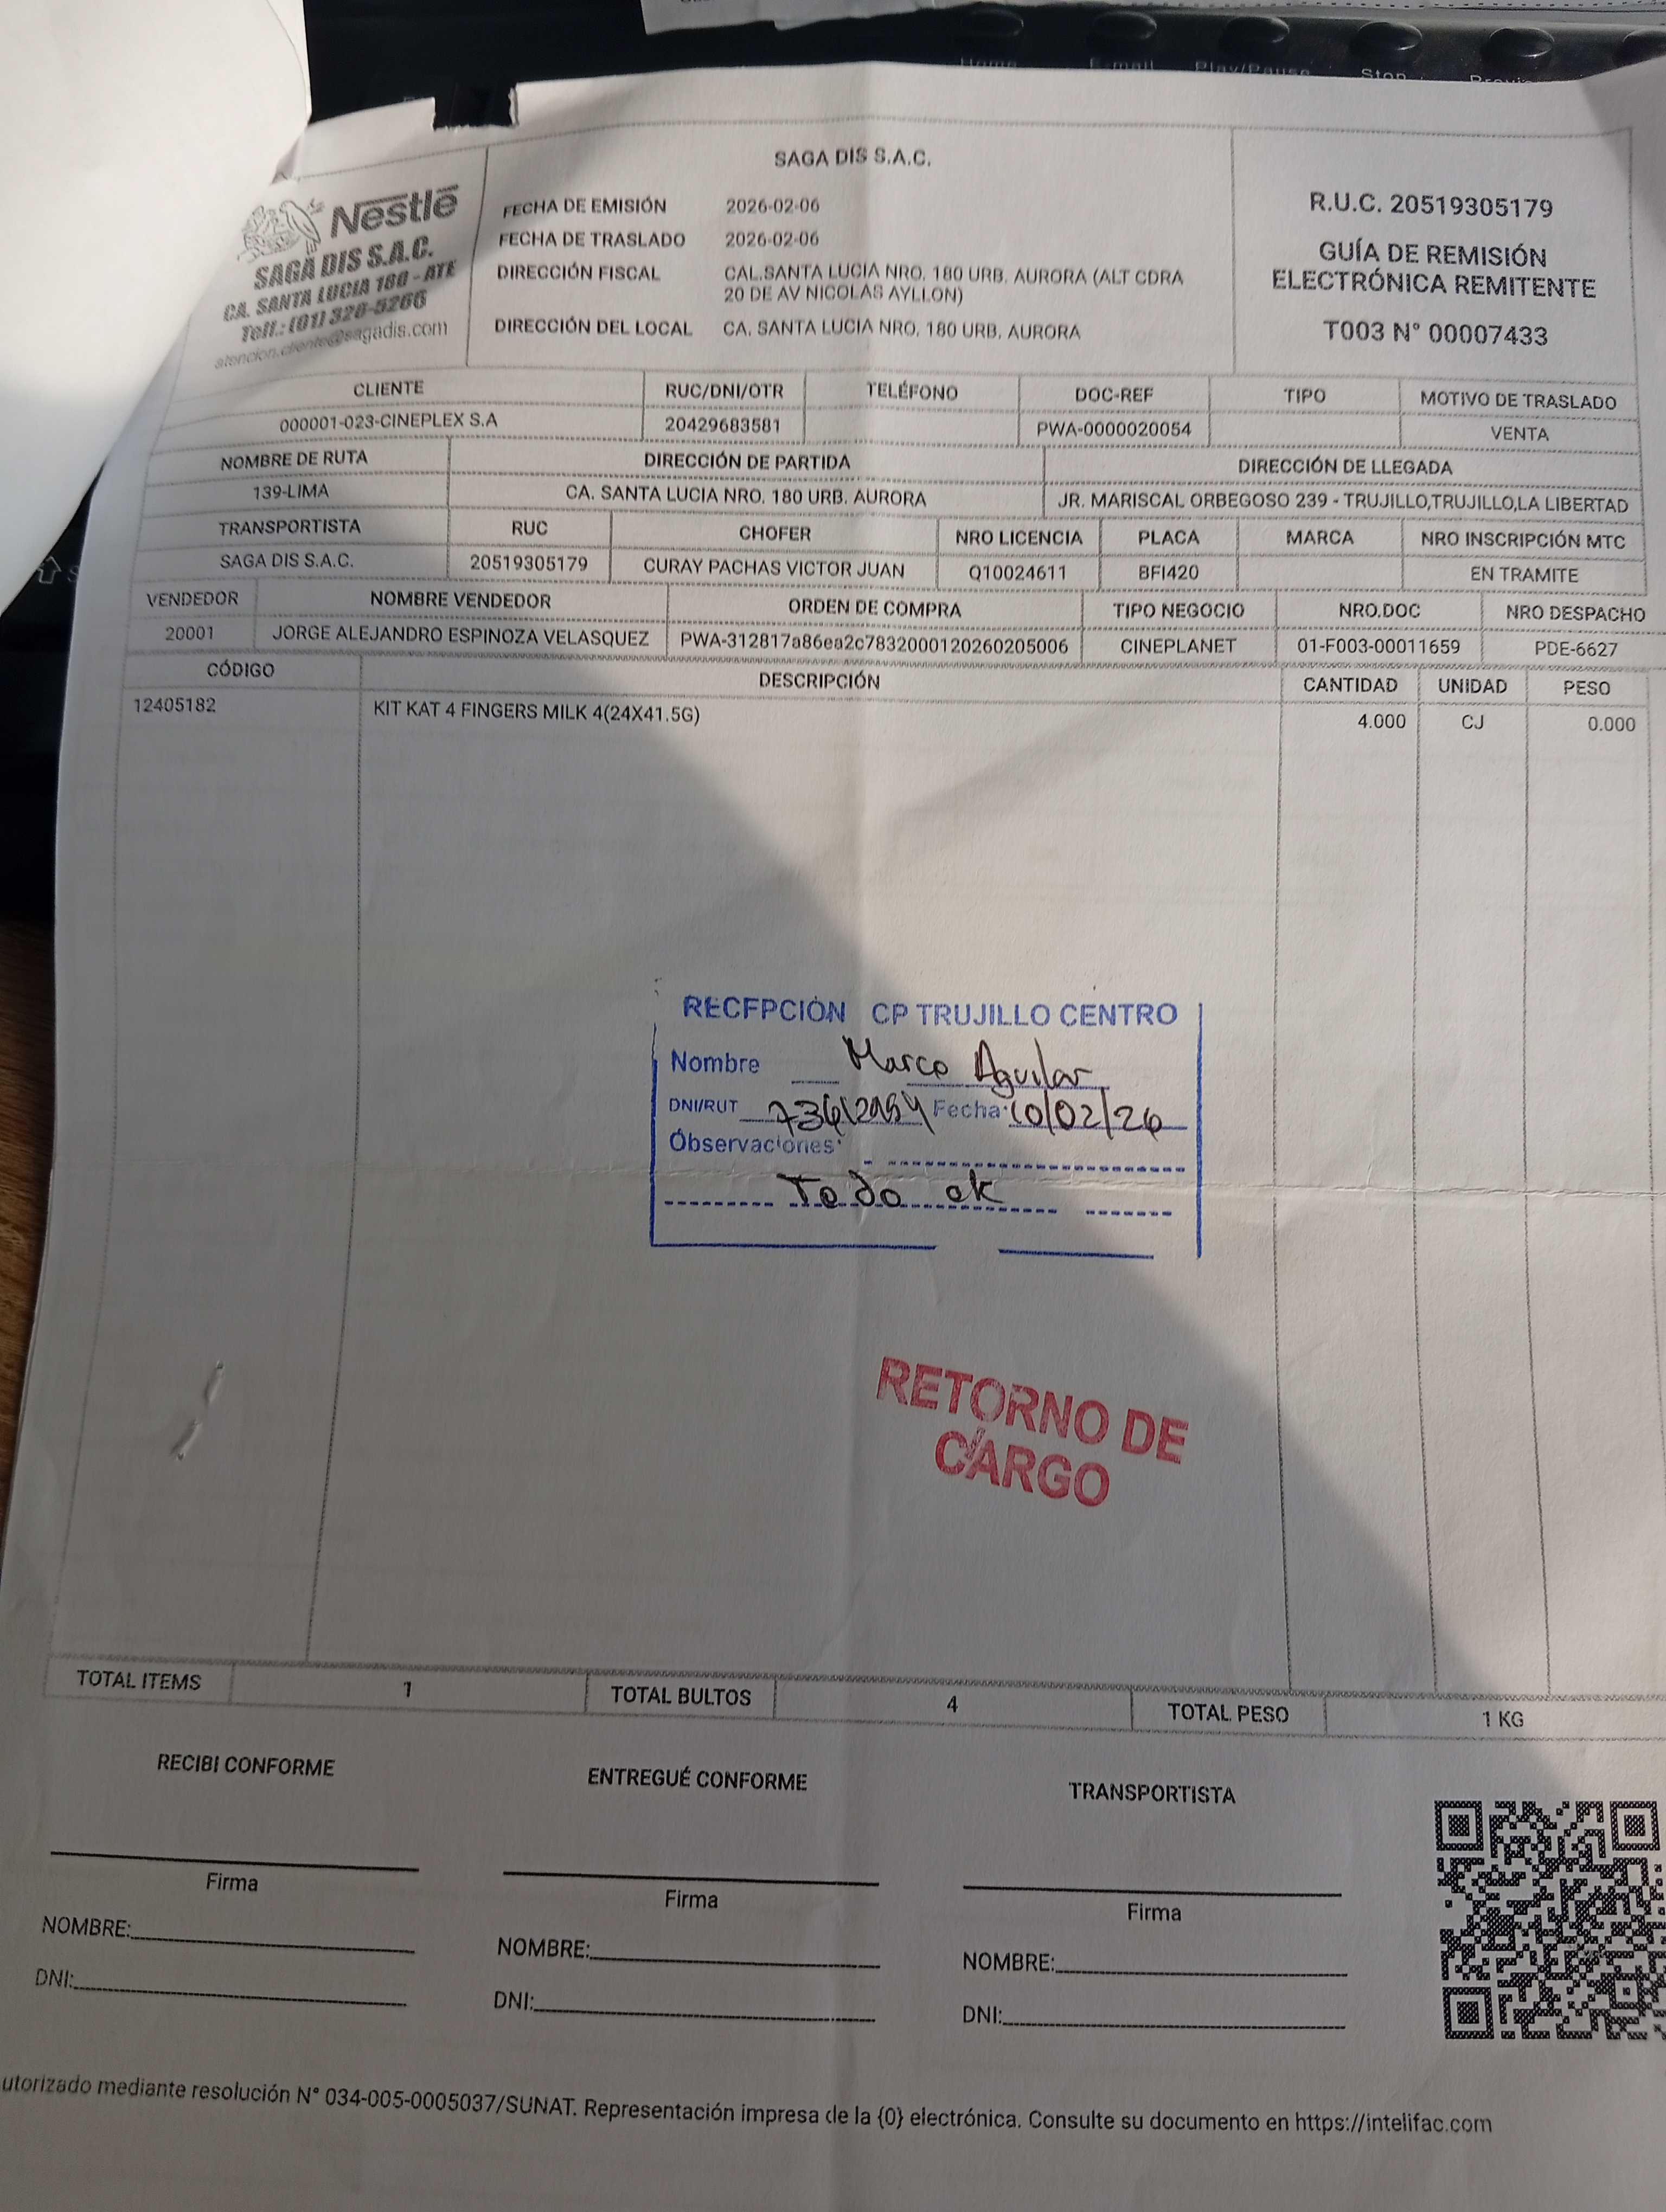 Home E-mail Play/Pause Stop
Nestlé
SAGA DIS S.A.C.
CA. SANTA LUCIA 180 - ATE
Telf.: (01) 326-5266
atencion.cliente@sagadis.com
SAGA DIS S.A.C.
FECHA DE EMISIÓN 2026-02-06
FECHA DE TRASLADO 2026-02-06
DIRECCIÓN FISCAL CAL.SANTA LUCIA NRO. 180 URB. AURORA (ALT CDRA
20 DE AV NICOLAS AYLLON)
DIRECCIÓN DEL LOCAL CA. SANTA LUCIA NRO. 180 URB. AURORA
R.U.C. 20519305179
GUÍA DE REMISIÓN
ELECTRÓNICA REMITENTE
T003 N° 00007433
CLIENTE RUC/DNI/OTR TELÉFONO DOC-REF TIPO MOTIVO DE TRASLADO
000001-023-CINEPLEX S.A 20429683581 PWA-0000020054 VENTA
NOMBRE DE RUTA DIRECCIÓN DE PARTIDA DIRECCIÓN DE LLEGADA
139-LIMA CA. SANTA LUCIA NRO. 180 URB. AURORA JR. MARISCAL ORBEGOSO 239 - TRUJILLO,TRUJILLO,LA LIBERTAD
TRANSPORTISTA RUC CHOFER NRO LICENCIA PLACA MARCA NRO INSCRIPCIÓN MTC
SAGA DIS S.A.C. 20519305179 CURAY PACHAS VICTOR JUAN Q10024611 BFI420 EN TRAMITE
VENDEDOR NOMBRE VENDEDOR ORDEN DE COMPRA TIPO NEGOCIO NRO.DOC NRO DESPACHO
20001 JORGE ALEJANDRO ESPINOZA VELASQUEZ PWA-312817a86ea2c7832000120260205006 CINEPLANET 01-F003-00011659 PDE-6627
CÓDIGO DESCRIPCIÓN CANTIDAD UNIDAD PESO
12405182 KIT KAT 4 FINGERS MILK 4(24X41.5G) 4.000 CJ 0.000
RECEPCIÓN CP TRUJILLO CENTRO
Nombre Marco Aguilar
DNI/RUT Fecha: 10/02/26
Observaciones:
Todo ok
RETORNO DE
CARGO
TOTAL ITEMS 1 TOTAL BULTOS 4 TOTAL PESO 1 KG
RECIBI CONFORME ENTREGUÉ CONFORME TRANSPORTISTA
Firma Firma Firma
NOMBRE: NOMBRE: NOMBRE:
DNI: DNI: DNI:
utorizado mediante resolución N° 034-005-0005037/SUNAT. Representación impresa de la {0} electrónica. Consulte su documento en https://intelifac.com